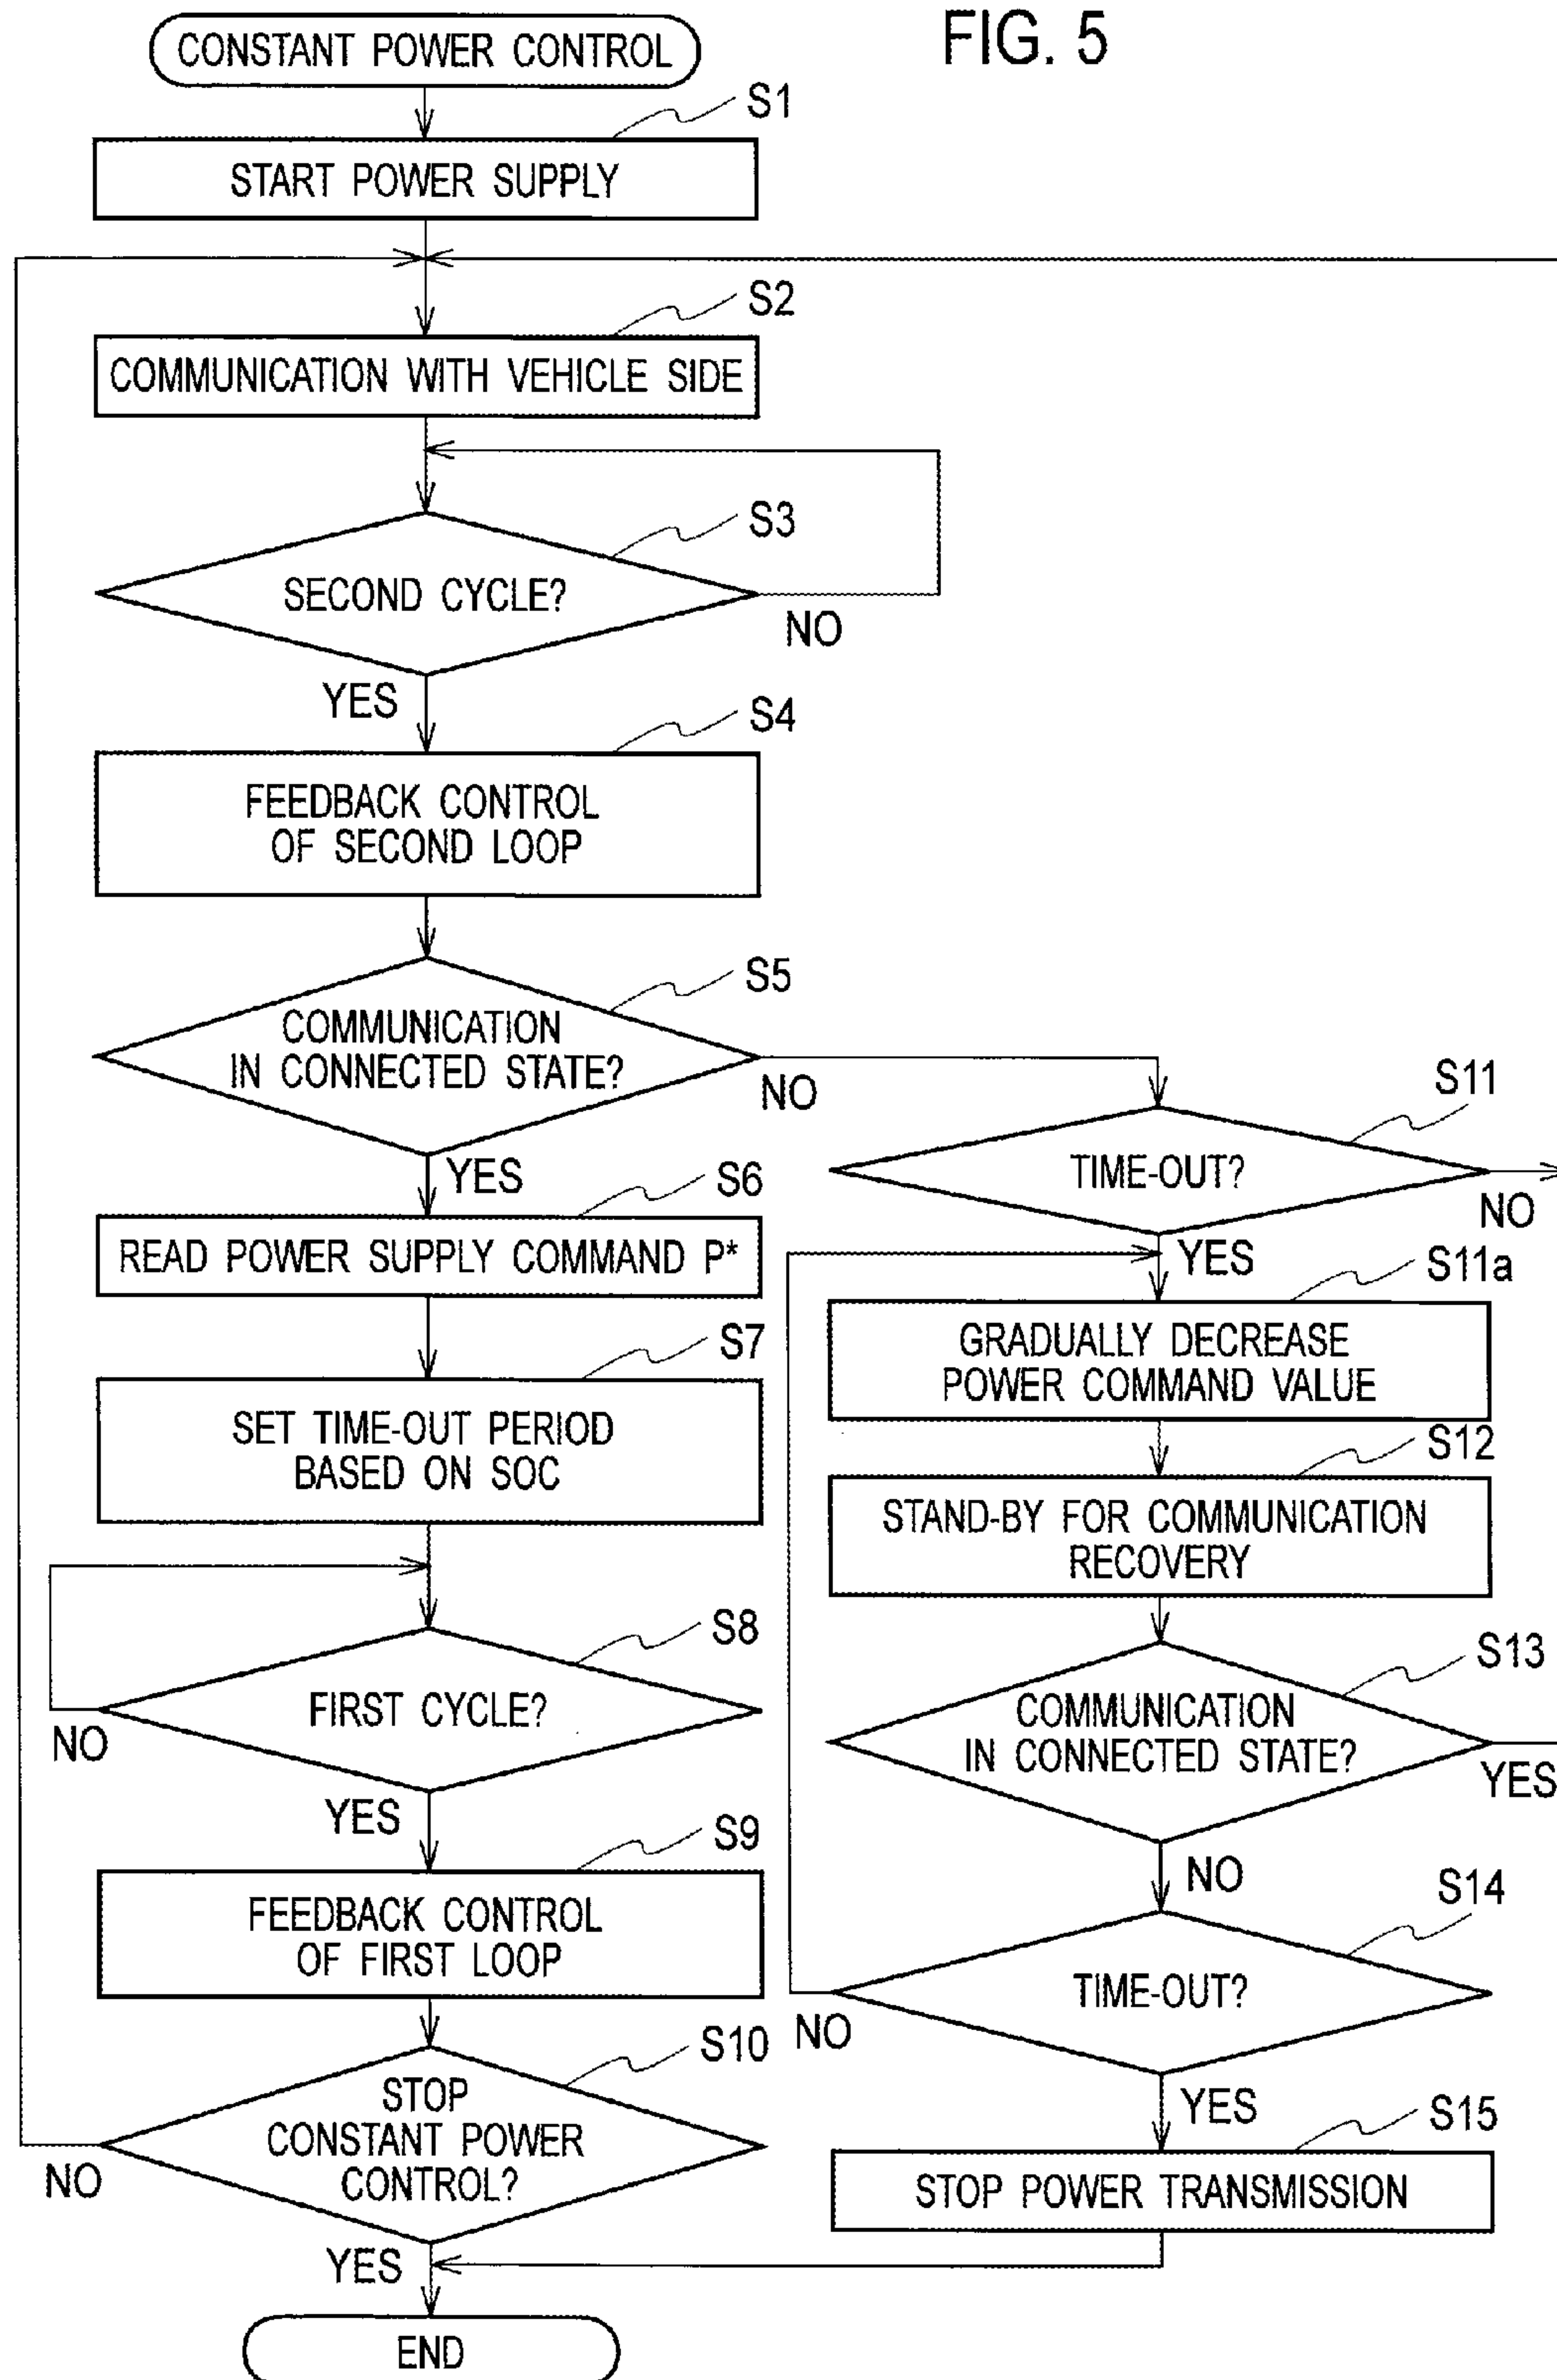 FIG. 5
CONSTANT POWER CONTROL
S1
START POWER SUPPLY
S2
COMMUNICATION WITH VEHICLE SIDE
S3
SECOND CYCLE?
NO
YES
S4
FEEDBACK CONTROL
OF SECOND LOOP
S5
COMMUNICATION
IN CONNECTED STATE?
NO
YES
S6
READ POWER SUPPLY COMMAND P*
S7
SET TIME-OUT PERIOD
BASED ON SOC
S8
FIRST CYCLE?
NO
YES
S9
FEEDBACK CONTROL
OF FIRST LOOP
S10
STOP
CONSTANT POWER
CONTROL?
NO
YES
END
S11
TIME-OUT?
NO
YES
S11a
GRADUALLY DECREASE
POWER COMMAND VALUE
S12
STAND-BY FOR COMMUNICATION
RECOVERY
S13
COMMUNICATION
IN CONNECTED STATE?
YES
NO
S14
TIME-OUT?
NO
YES
S15
STOP POWER TRANSMISSION